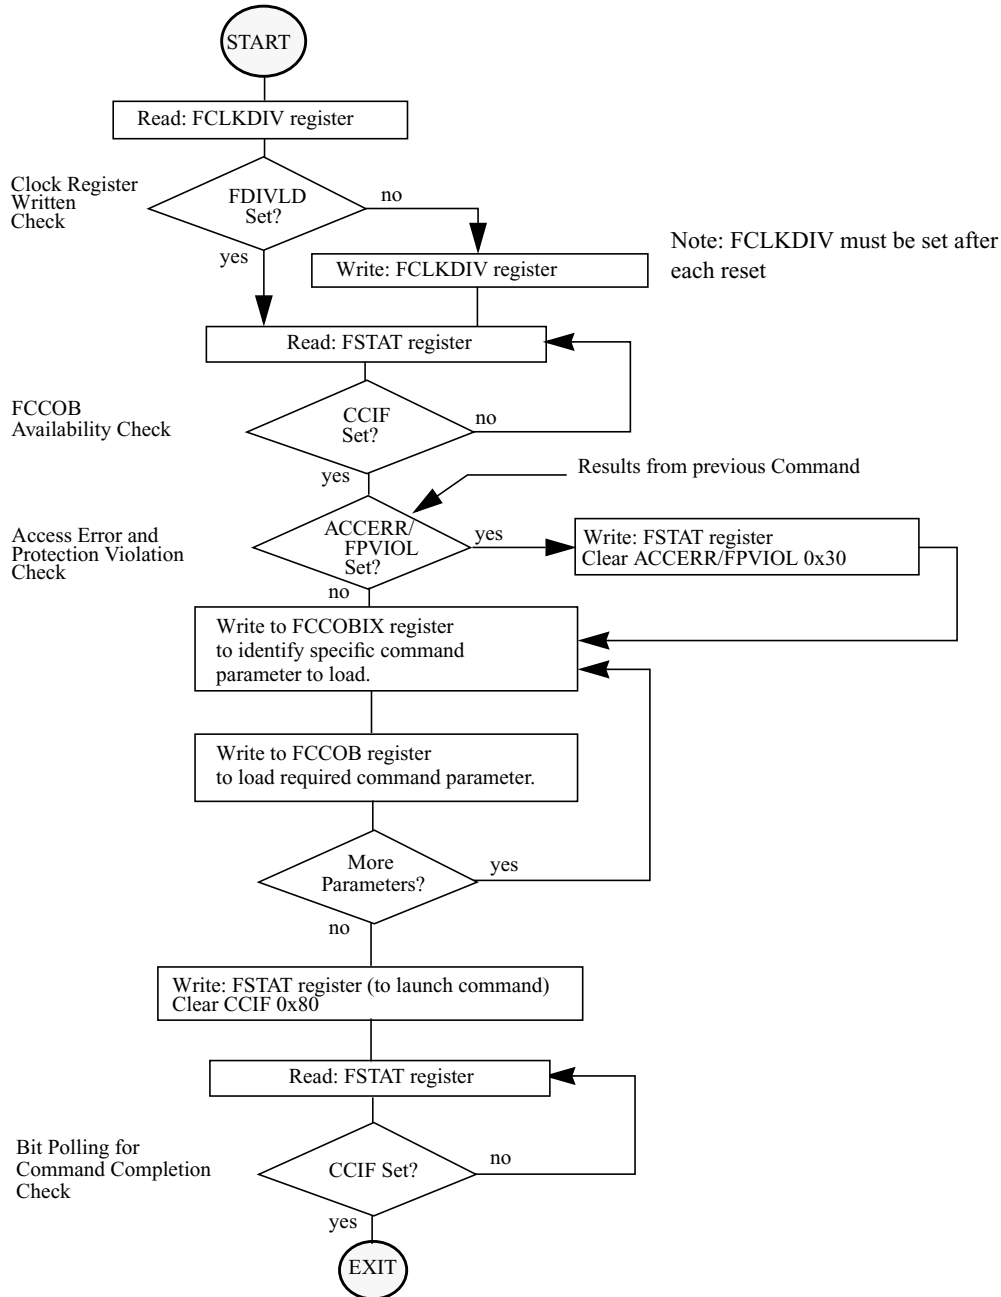 START
Read: FCLKDIV register
Clock Register
Written
Check
FDIVLD
Set?
no
yes
Note: FCLKDIV must be set after
each reset
Write: FCLKDIV register
Read: FSTAT register
FCCOB
Availability Check
CCIF
Set?
no
yes
Results from previous Command
Access Error and
Protection Violation
Check
ACCERR/
FPVIOL
Set?
yes
no
Write: FSTAT register
Clear ACCERR/FPVIOL 0x30
Write to FCCOBIX register
to identify specific command
parameter to load.
Write to FCCOB register
to load required command parameter.
More
Parameters?
yes
no
Write: FSTAT register (to launch command)
Clear CCIF 0x80
Read: FSTAT register
Bit Polling for
Command Completion
Check
CCIF Set?
no
yes
EXIT